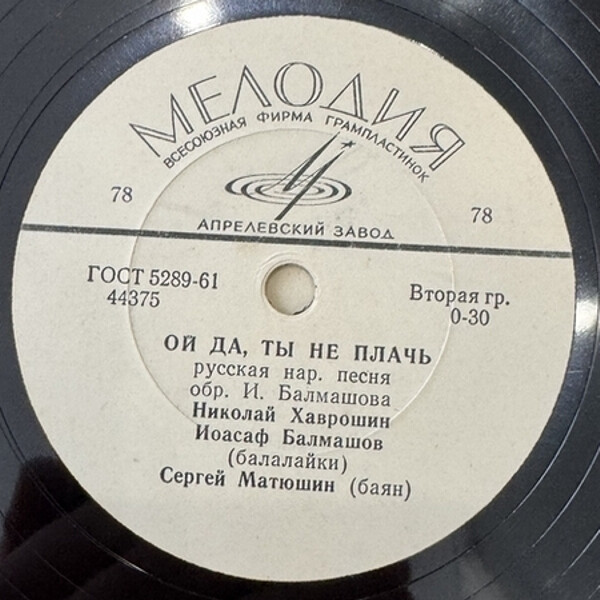 МЕЛОДИЯ
ВСЕСОЮЗНАЯ ФИРМА ГРАМПЛАСТИНОК
78
78
АПРЕЛЕВСКИЙ ЗАВОД
ГОСТ 5289-61
44375
Вторая гр.
0-30
ОЙ ДА, ТЫ НЕ ПЛАЧЬ
русская нар. песня
обр. И. Балмашова
Николай Хаврошин
Иоасаф Балмашов
(балалайки)
Сергей Матюшин (баян)